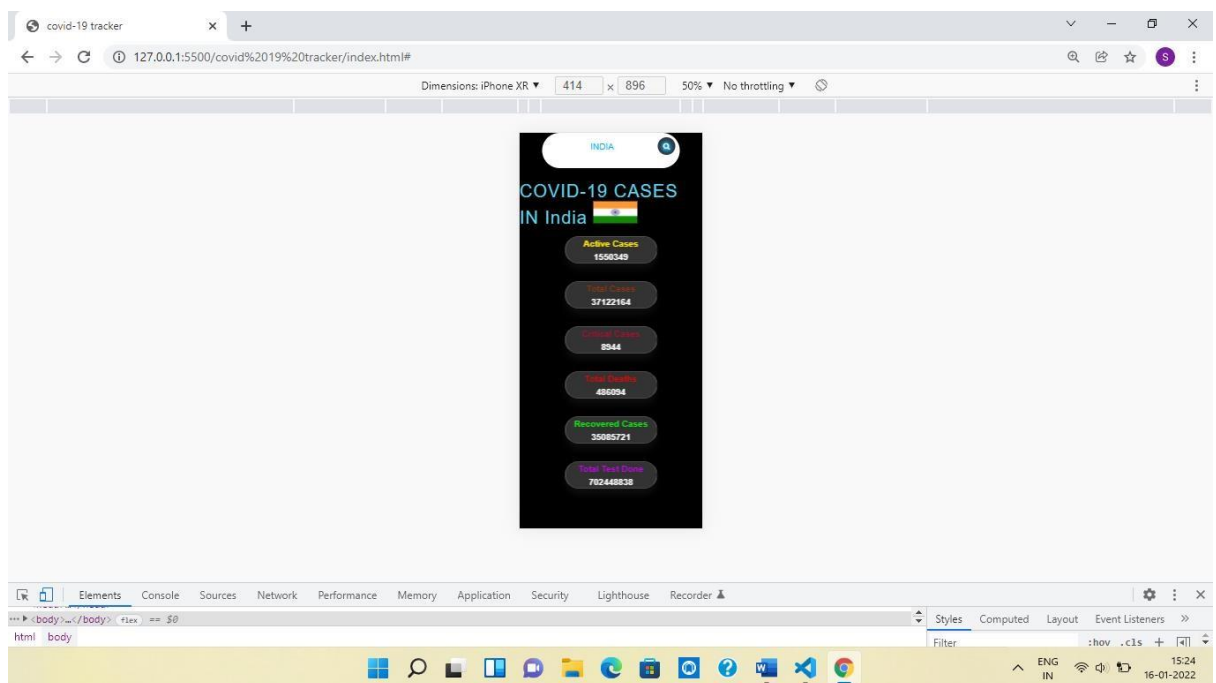 covid-19 tracker
127.0.0.1:5500/covid%2019%20tracker/index.html#
S
Dimensions: iPhone XR ▼ 414 x 896 50% ▼ No throttling ▼
INDIA
COVID-19 CASES
IN India
Active Cases
1550349
Total Cases
37122164
Critical Cases
8944
Total Deaths
486094
Recovered Cases
35085721
Total Test Done
702448838
Elements Console Sources Network Performance Memory Application Security Lighthouse Recorder
<body>…</body> flex == $0
Styles Computed Layout Event Listeners »
html body
Filter :hov .cls +
ENG
IN
15:24
16-01-2022